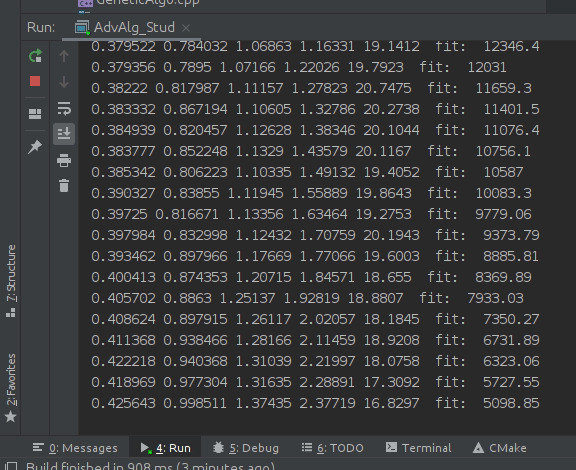 GeneticAlgo.cpp
Run: AdvAlg_Stud ×
0.379522 0.784032 1.06863 1.16331 19.1412 fit: 12346.4
0.379356 0.7895 1.07166 1.22026 19.7923 fit: 12031
0.38222 0.817987 1.11157 1.27823 20.7475 fit: 11659.3
0.383332 0.867194 1.10605 1.32786 20.2738 fit: 11401.5
0.384939 0.820457 1.12628 1.38346 20.1044 fit: 11076.4
0.383777 0.852248 1.1329 1.43579 20.1167 fit: 10756.1
0.385342 0.806223 1.10335 1.49132 19.4052 fit: 10587
0.390327 0.83855 1.11945 1.55889 19.8643 fit: 10083.3
0.39725 0.816671 1.13356 1.63464 19.2753 fit: 9779.06
0.397984 0.832998 1.12432 1.70759 20.1943 fit: 9373.79
0.393462 0.897966 1.17669 1.77066 19.6003 fit: 8885.81
0.400413 0.874353 1.20715 1.84571 18.655 fit: 8369.89
0.405702 0.8863 1.25137 1.92819 18.8807 fit: 7933.03
0.408624 0.897915 1.26117 2.02057 18.1845 fit: 7350.27
0.411368 0.938466 1.28166 2.11459 18.9208 fit: 6731.89
0.422218 0.940368 1.31039 2.21997 18.0758 fit: 6323.06
0.418969 0.977304 1.31635 2.28891 17.3092 fit: 5727.55
0.425643 0.998511 1.37435 2.37719 16.8297 fit: 5098.85
7: Structure
2: Favorites
0: Messages 4: Run 5: Debug 6: TODO Terminal CMake
Build finished in 908 ms (3 minutes ago)